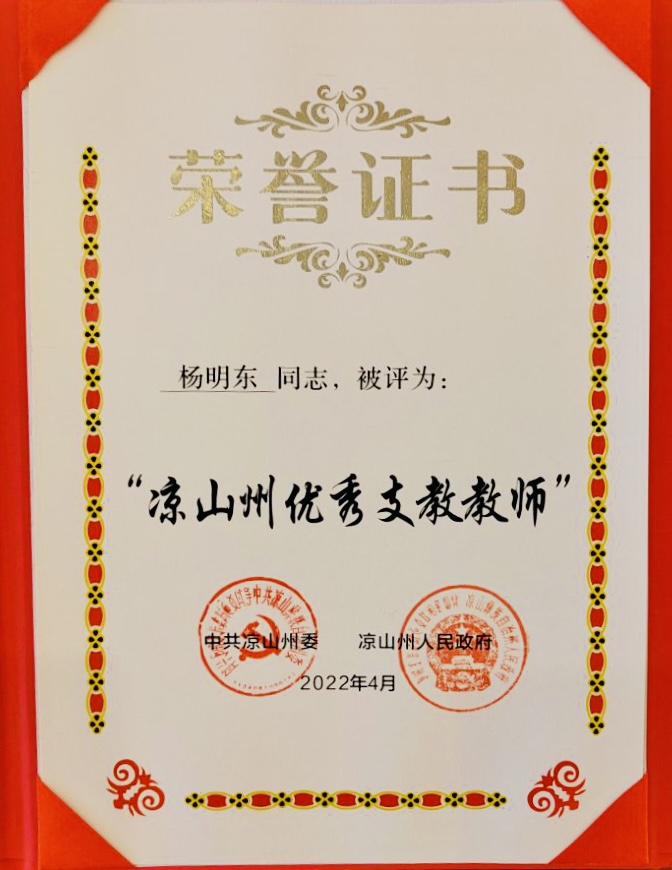 荣誉证书
杨明东 同志，被评为：
“凉山州优秀支教教师”
中共凉山州委 凉山州人民政府
2022年4月